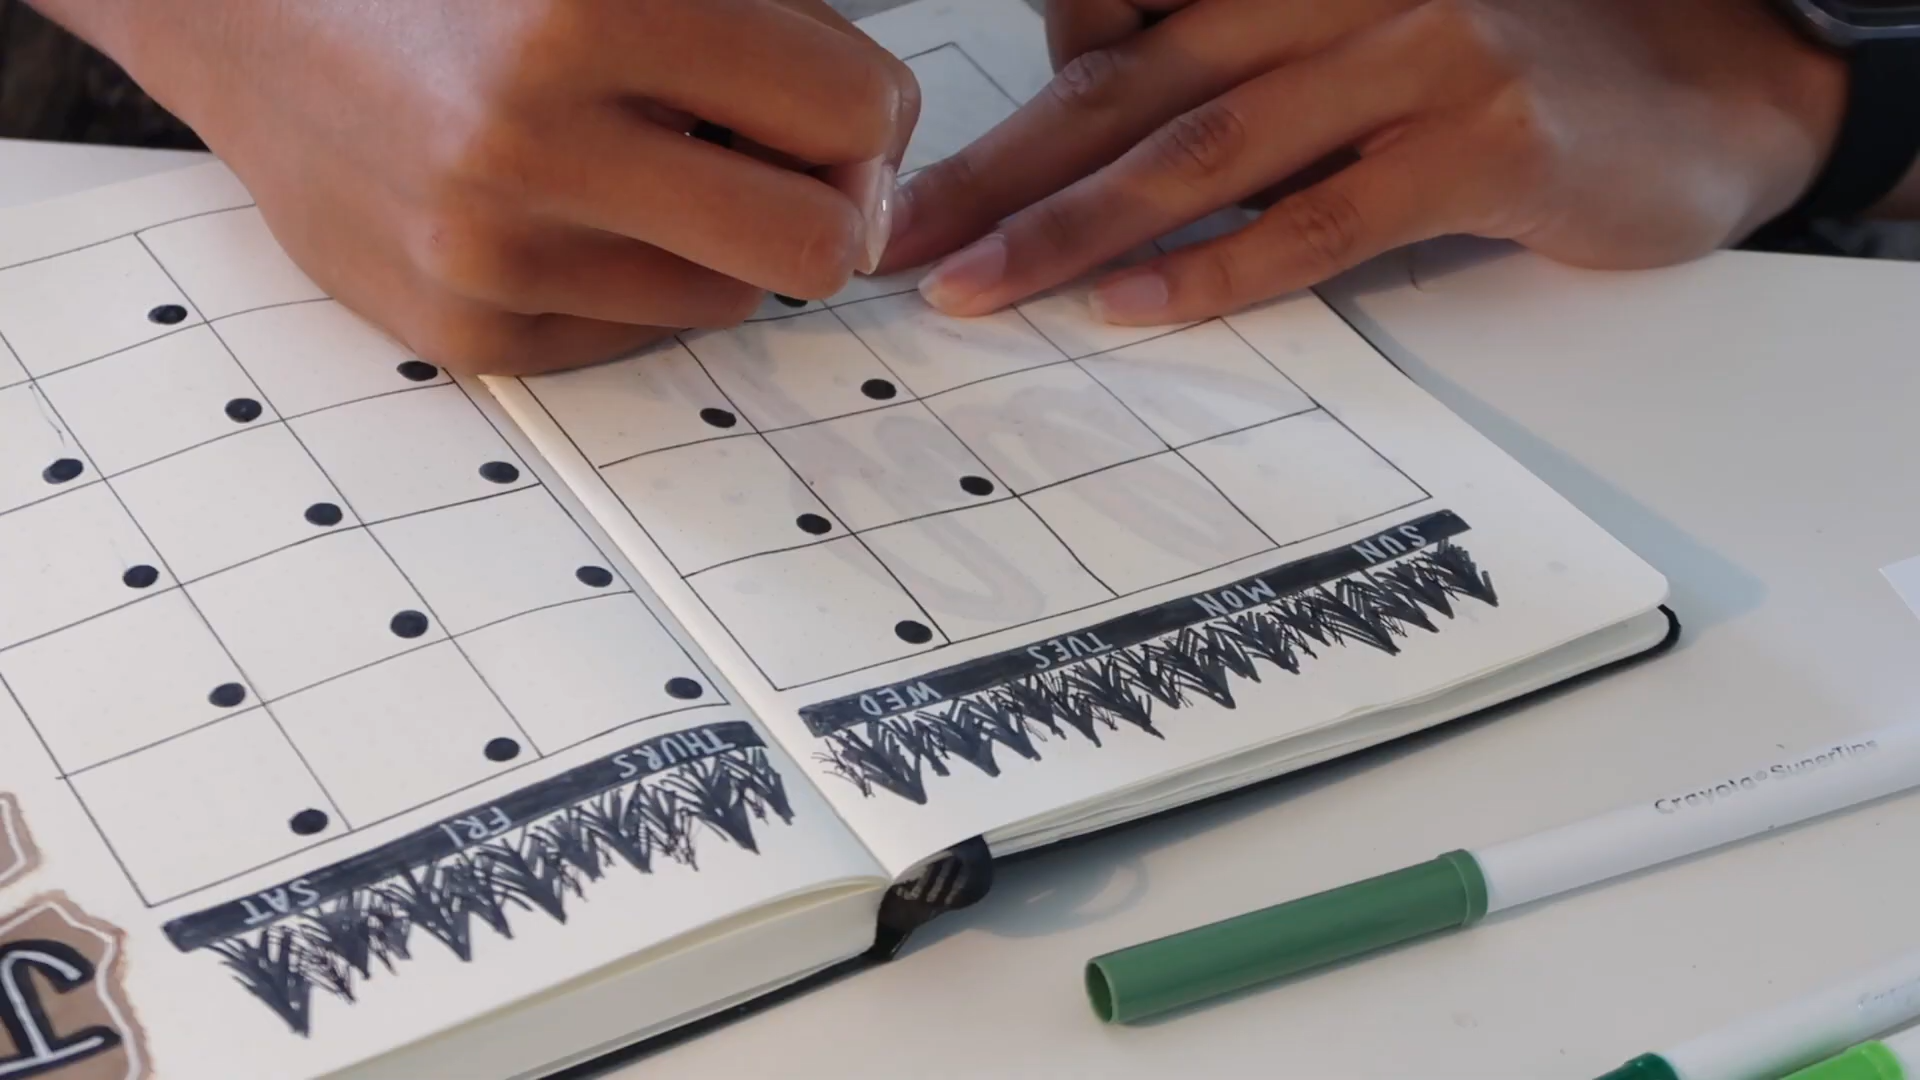 SUN
MON
TUES
WED
THURS
FRI
SAT
J
Crayola® SuperTips